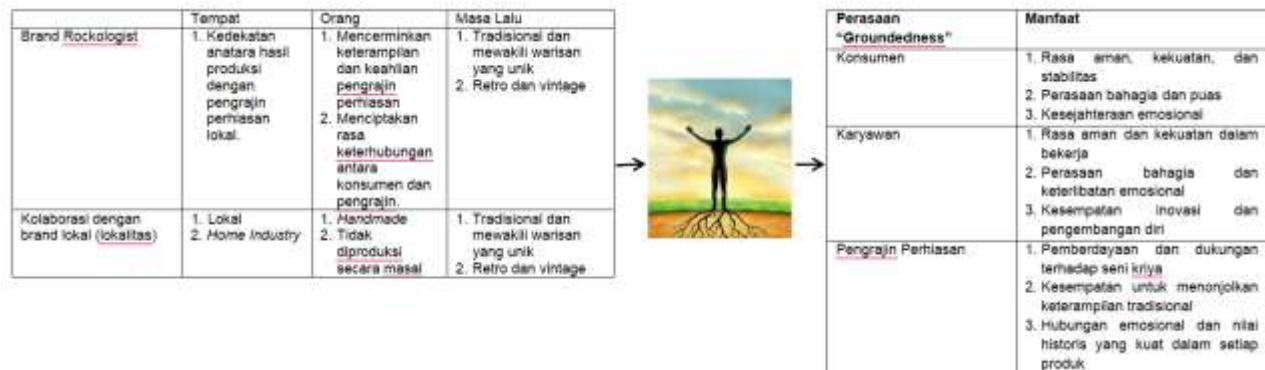 Tempat
Orang
Masa Lalu
Brand Rockologist
1. Kedekatan
anatara hasil
produksi
dengan
pengrajin
perhiasan
lokal.
1. Mencerminkan
keterampilan
dan keahlian
pengrajin
perhiasan
2. Menciptakan
rasa
keterhubungan
antara
konsumen dan
pengrajin.
1. Tradisional dan
mewakili warisan
yang unik
2. Retro dan vintage
Kolaborasi dengan
brand lokal (lokalitas)
1. Lokal
2. Home Industry
1. Handmade
2. Tidak
diproduksi
secara masal
1. Tradisional dan
mewakili warisan
yang unik
2. Retro dan vintage
Perasaan
"Groundedness"
Manfaat
Konsumen
1. Rasa aman, kekuatan, dan
stabilitas
2. Perasaan bahagia dan puas
3. Kesejahteraan emosional
Karyawan
1. Rasa aman dan kekuatan dalam
bekerja
2. Perasaan bahagia dan
keterlibatan emosional
3. Kesempatan inovasi dan
pengembangan diri
Pengrajin Perhiasan
1. Pemberdayaan dan dukungan
terhadap seni kriya
2. Kesempatan untuk menonjolkan
keterampilan tradisional
3. Hubungan emosional dan nilai
historis yang kuat dalam setiap
produk